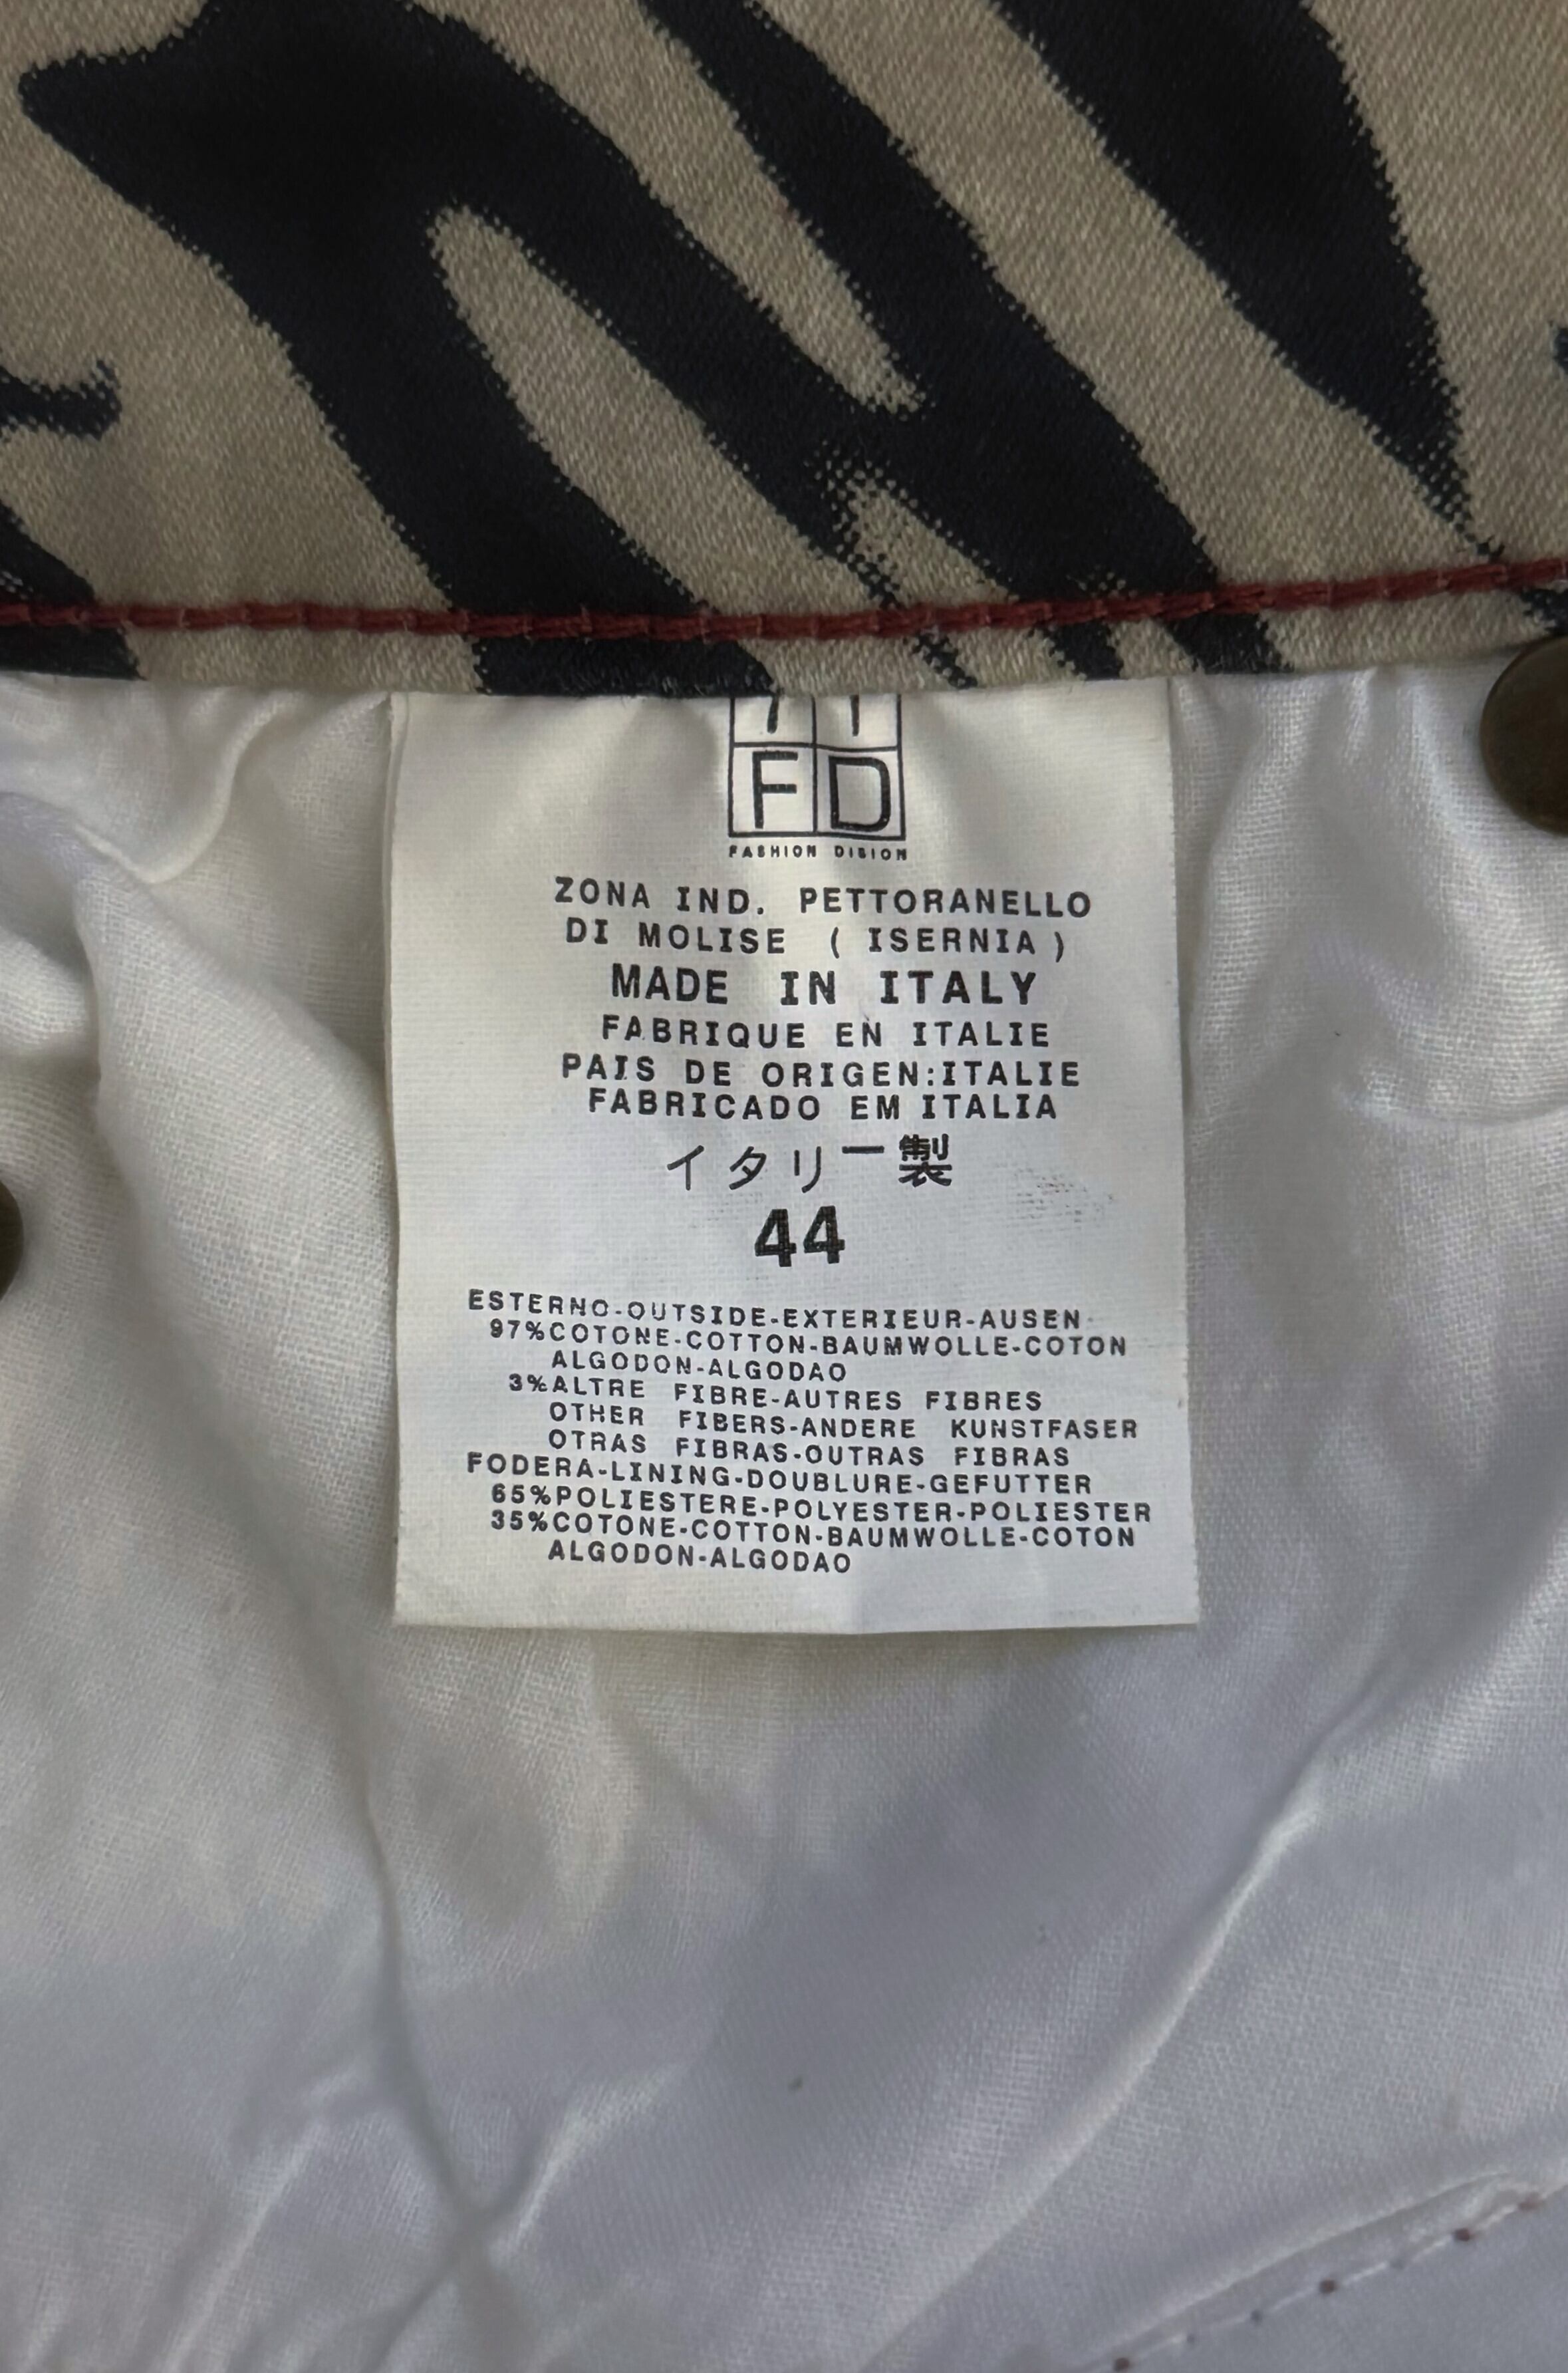 F D
FASHION DISION
ZONA IND. PETTORANELLO
DI MOLISE ( ISERNIA )
MADE IN ITALY
FABRIQUE EN ITALIE
PAIS DE ORIGEN:ITALIE
FABRICADO EM ITALIA
イタリー製
44
ESTERNO-OUTSIDE-EXTERIEUR-AUSEN
97%COTONE-COTTON-BAUMWOLLE-COTON
ALGODON-ALGODAO
3%ALTRE FIBRE-AUTRES FIBRES
OTHER FIBERS-ANDERE KUNSTFASER
OTRAS FIBRAS-OUTRAS FIBRAS
FODERA-LINING-DOUBLURE-GEFUTTER
65%POLIESTERE-POLYESTER-POLIESTER
35%COTONE-COTTON-BAUMWOLLE-COTON
ALGODON-ALGODAO